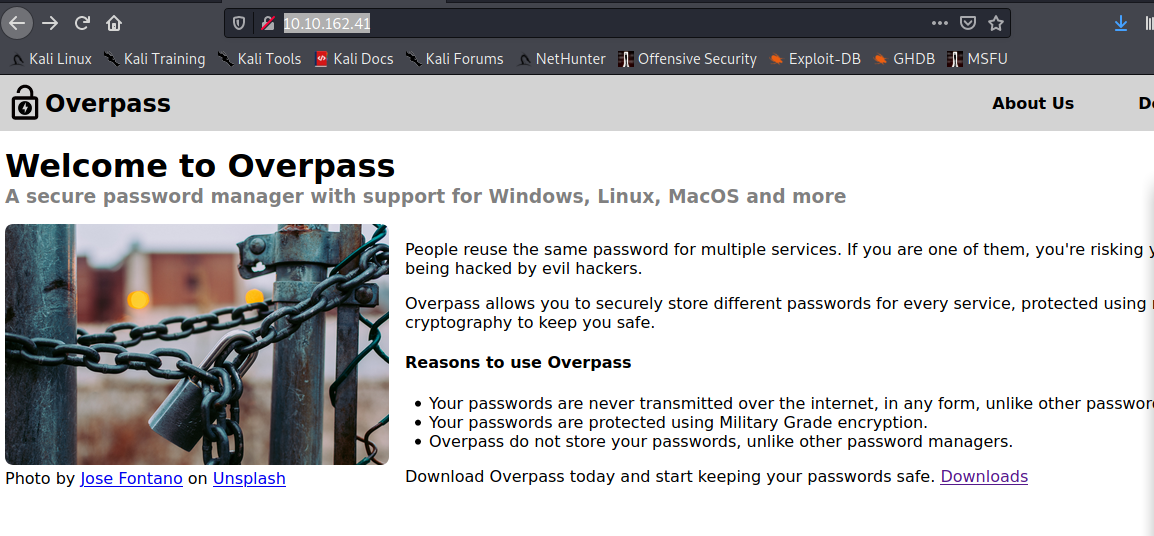 10.10.162.41
Kali Linux Kali Training Kali Tools Kali Docs Kali Forums NetHunter Offensive Security Exploit-DB GHDB MSFU
Overpass About Us
Welcome to Overpass
A secure password manager with support for Windows, Linux, MacOS and more
People reuse the same password for multiple services. If you are one of them, you're risking
being hacked by evil hackers.
Overpass allows you to securely store different passwords for every service, protected using
cryptography to keep you safe.
Reasons to use Overpass
Your passwords are never transmitted over the internet, in any form, unlike other
Your passwords are protected using Military Grade encryption.
Overpass do not store your passwords, unlike other password managers.
Photo by Jose Fontano on Unsplash
Download Overpass today and start keeping your passwords safe. Downloads